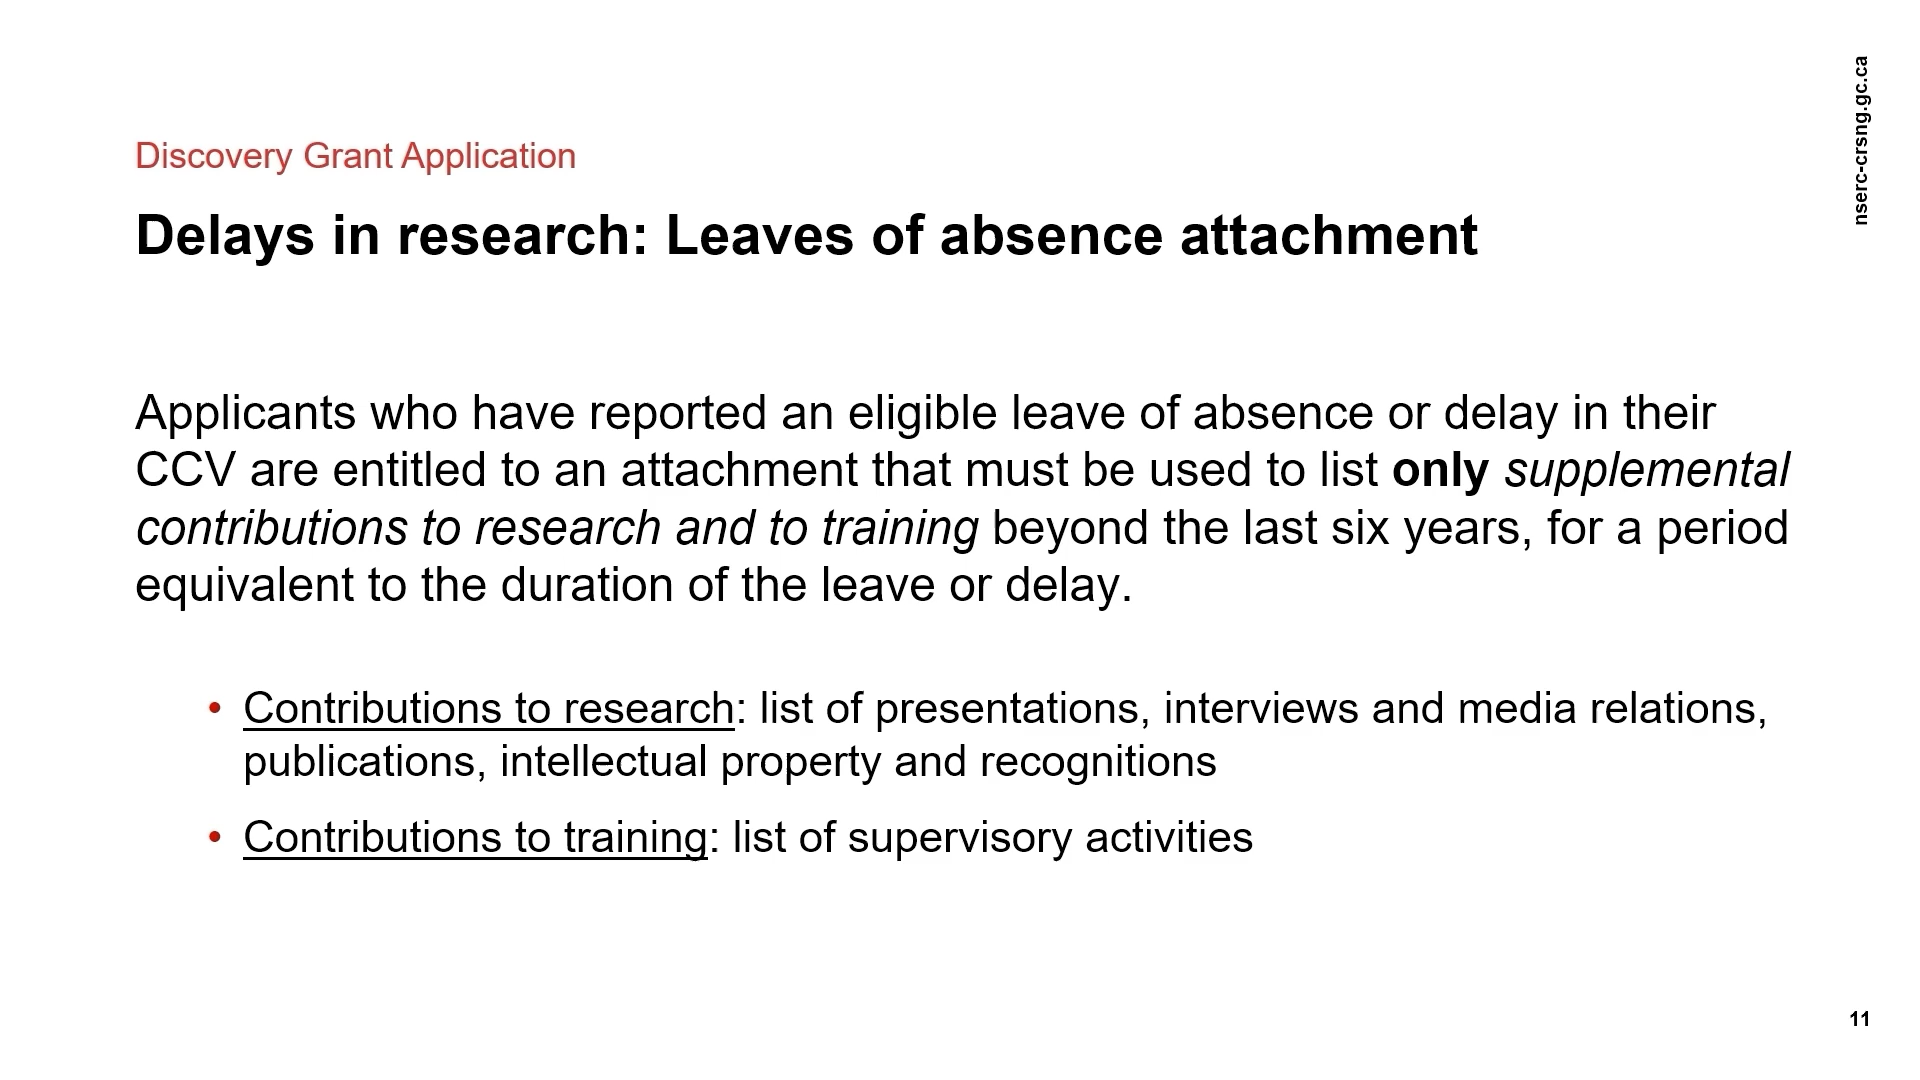 nserc-crsng.gc.ca
Discovery Grant Application
Delays in research: Leaves of absence attachment
Applicants who have reported an eligible leave of absence or delay in their
CCV are entitled to an attachment that must be used to list only supplemental
contributions to research and to training beyond the last six years, for a period
equivalent to the duration of the leave or delay.
• Contributions to research: list of presentations, interviews and media relations,
publications, intellectual property and recognitions
• Contributions to training: list of supervisory activities
11